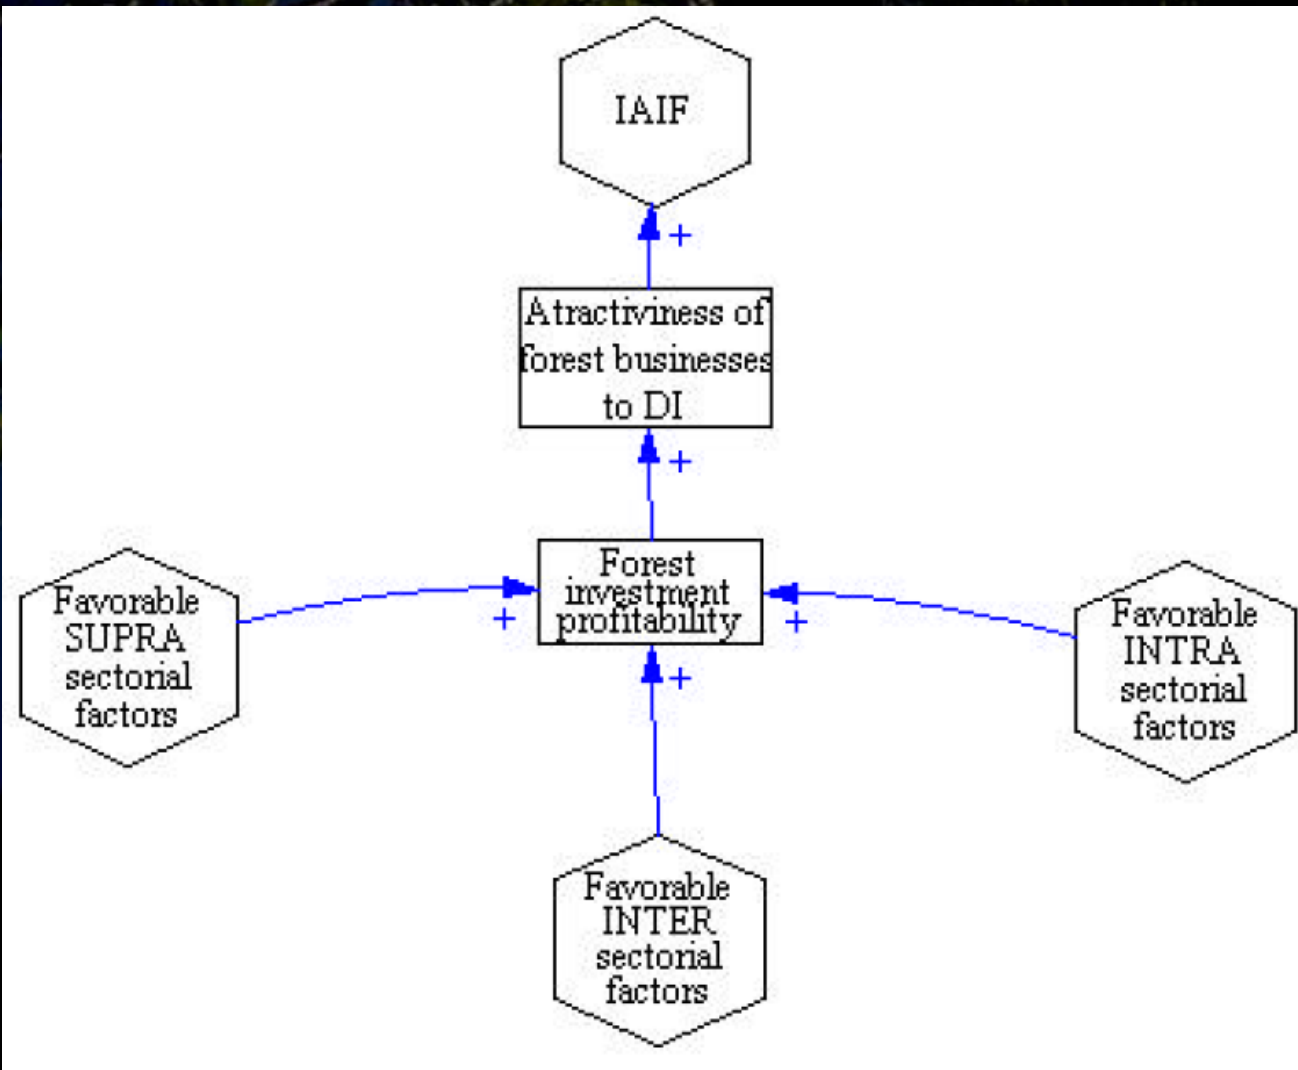 IAIF
+
Atractiviness of
forest businesses
to DI
+
Forest
investment
profitability
+
+
+
Favorable
SUPRA
sectorial
factors
Favorable
INTRA
sectorial
factors
Favorable
INTER
sectorial
factors